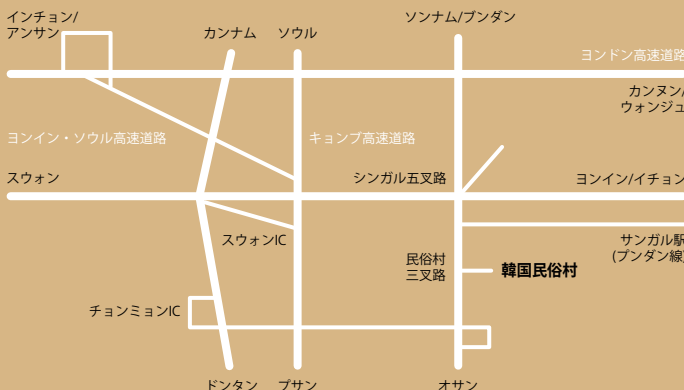 インチョン/
アンサン
カンナム
ソウル
ソンナム/ブンダン
ヨンドン高速道路
カンヌン/
ウォンジュ
ヨンイン・ソウル高速道路
キョンブ高速道路
スウォン
シンガル五叉路
ヨンイン/イチョン
スウォンIC
サンガル駅
(ブンダン線)
民俗村
三叉路
韓国民俗村
チョンミョンIC
ドンタン
プサン
オサン